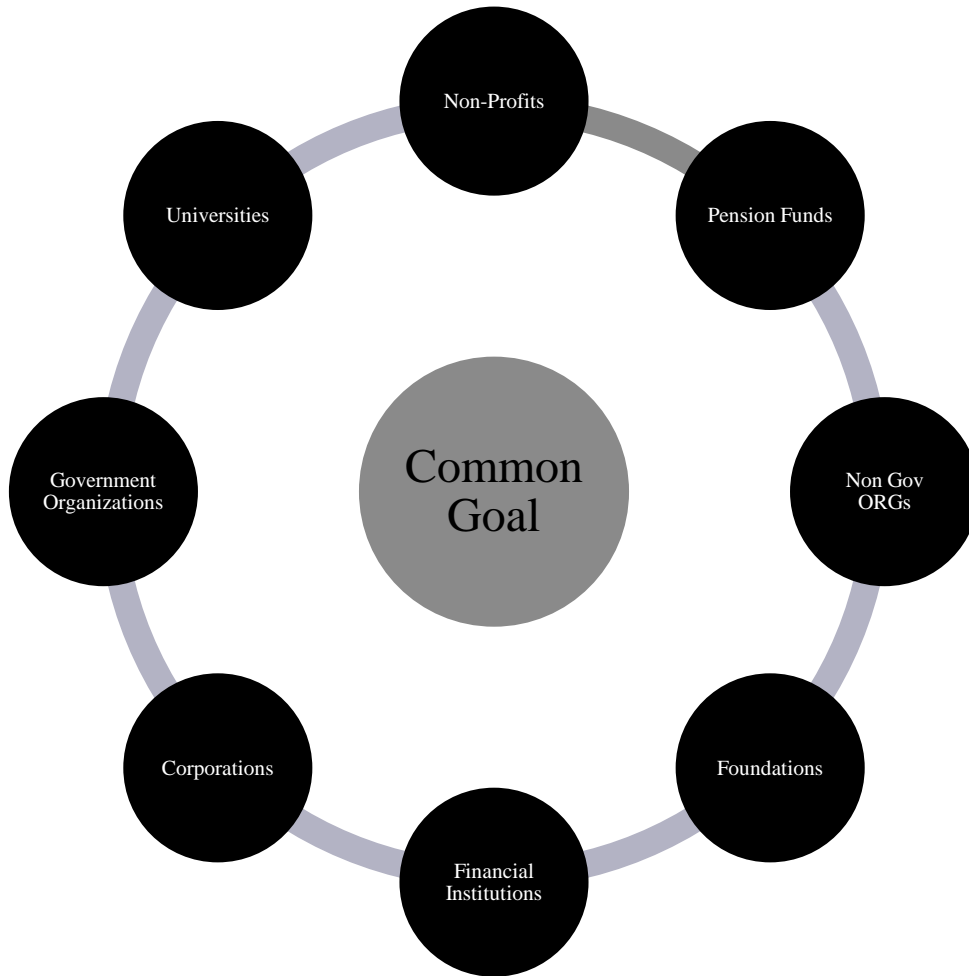 Non-Profits
Pension Funds
Non Gov
ORGs
Foundations
Financial
Institutions
Corporations
Government
Organizations
Universities
Common
Goal